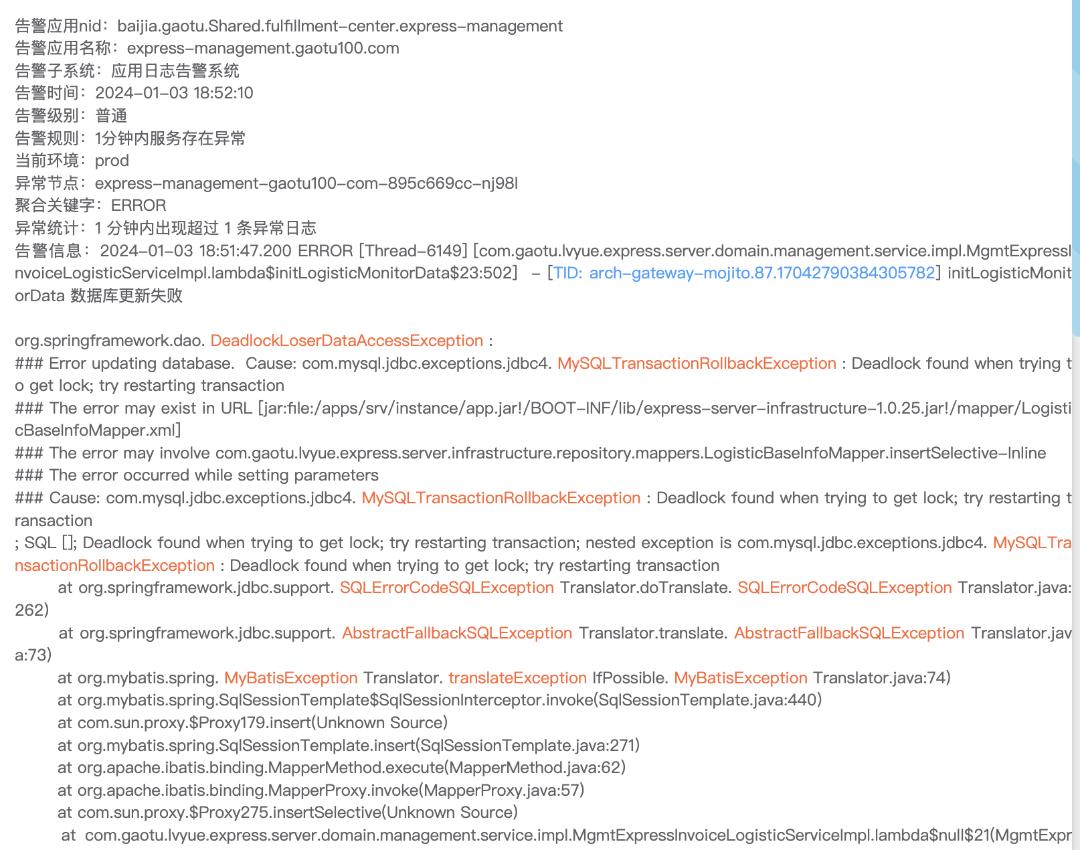 告警应用nid：baijia.gaotu.Shared.fulfillment-center.express-management
告警应用名称：express-management.gaotu100.com
告警子系统：应用日志告警系统
告警时间：2024-01-03 18:52:10
告警级别：普通
告警规则：1分钟内服务存在异常
当前环境：prod
异常节点：express-management-gaotu100-com-895c669cc-nj98l
聚合关键字：ERROR
异常统计：1 分钟内出现超过 1 条异常日志
告警信息：2024-01-03 18:51:47.200 ERROR [Thread-6149] [com.gaotu.lvyue.express.server.domain.management.service.impl.MgmtExpressI
nvoiceLogisticServiceImpl.lambda$initLogisticMonitorData$23:502] - [TID: arch-gateway-mojito.87.17042790384305782] initLogisticMonit
orData 数据库更新失败
org.springframework.dao. DeadlockLoserDataAccessException :
### Error updating database. Cause: com.mysql.jdbc.exceptions.jdbc4. MySQLTransactionRollbackException : Deadlock found when trying t
o get lock; try restarting transaction
### The error may exist in URL [jar:file:/apps/srv/instance/app.jar!/BOOT-INF/lib/express-server-infrastructure-1.0.25.jar!/mapper/Logisti
cBaseInfoMapper.xml]
### The error may involve com.gaotu.lvyue.express.server.infrastructure.repository.mappers.LogisticBaseInfoMapper.insertSelective-Inline
### The error occurred while setting parameters
### Cause: com.mysql.jdbc.exceptions.jdbc4. MySQLTransactionRollbackException : Deadlock found when trying to get lock; try restarting t
ransaction
; SQL []; Deadlock found when trying to get lock; try restarting transaction; nested exception is com.mysql.jdbc.exceptions.jdbc4. MySQLTra
nsactionRollbackException : Deadlock found when trying to get lock; try restarting transaction
at org.springframework.jdbc.support. SQLErrorCodeSQLException Translator.doTranslate. SQLErrorCodeSQLException Translator.java:
262)
at org.springframework.jdbc.support. AbstractFallbackSQLException Translator.translate. AbstractFallbackSQLException Translator.jav
a:73)
at org.mybatis.spring. MyBatisException Translator. translateException IfPossible. MyBatisException Translator.java:74)
at org.mybatis.spring.SqlSessionTemplate$SqlSessionInterceptor.invoke(SqlSessionTemplate.java:440)
at com.sun.proxy.$Proxy179.insert(Unknown Source)
at org.mybatis.spring.SqlSessionTemplate.insert(SqlSessionTemplate.java:271)
at org.apache.ibatis.binding.MapperMethod.execute(MapperMethod.java:62)
at org.apache.ibatis.binding.MapperProxy.invoke(MapperProxy.java:57)
at com.sun.proxy.$Proxy275.insertSelective(Unknown Source)
at com.gaotu.lvyue.express.server.domain.management.service.impl.MgmtExpressInvoiceLogisticServiceImpl.lambda$null$21(MgmtExpr